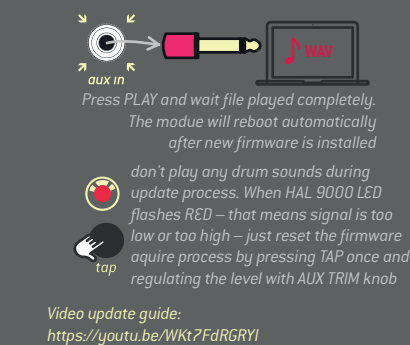 WAV
aux in
Press PLAY and wait file played completely.
The modue will reboot automatically
after new firmware is installed
don't play any drum sounds during
update process. When HAL 9000 LED
flashes RED – that means signal is too
low or too high – just reset the firmware
aquire process by pressing TAP once and
regulating the level with AUX TRIM knob
tap
Video update guide:
https://youtu.be/WKt7FdRGRYI